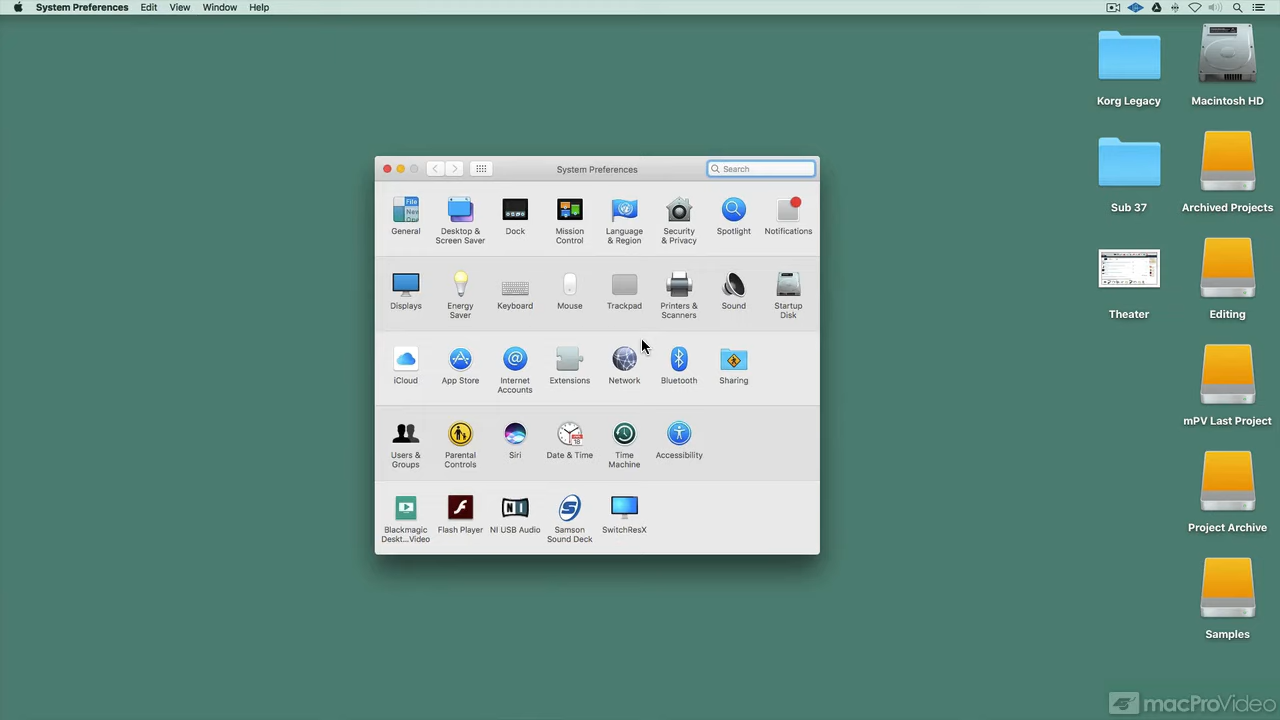 System Preferences Edit View Window Help
System Preferences
Search
General
Desktop & Screen Saver
Dock
Mission Control
Language & Region
Security & Privacy
Spotlight
Notifications
Displays
Energy Saver
Keyboard
Mouse
Trackpad
Printers & Scanners
Sound
Startup Disk
iCloud
App Store
Internet Accounts
Extensions
Network
Bluetooth
Sharing
Users & Groups
Parental Controls
Siri
Date & Time
Time Machine
Accessibility
Blackmagic Deskt...Video
Flash Player
NI USB Audio
Samson Sound Deck
SwitchResX
Korg Legacy
Macintosh HD
Sub 37
Archived Projects
Theater
Editing
mPV Last Project
Project Archive
Samples
macProVideo